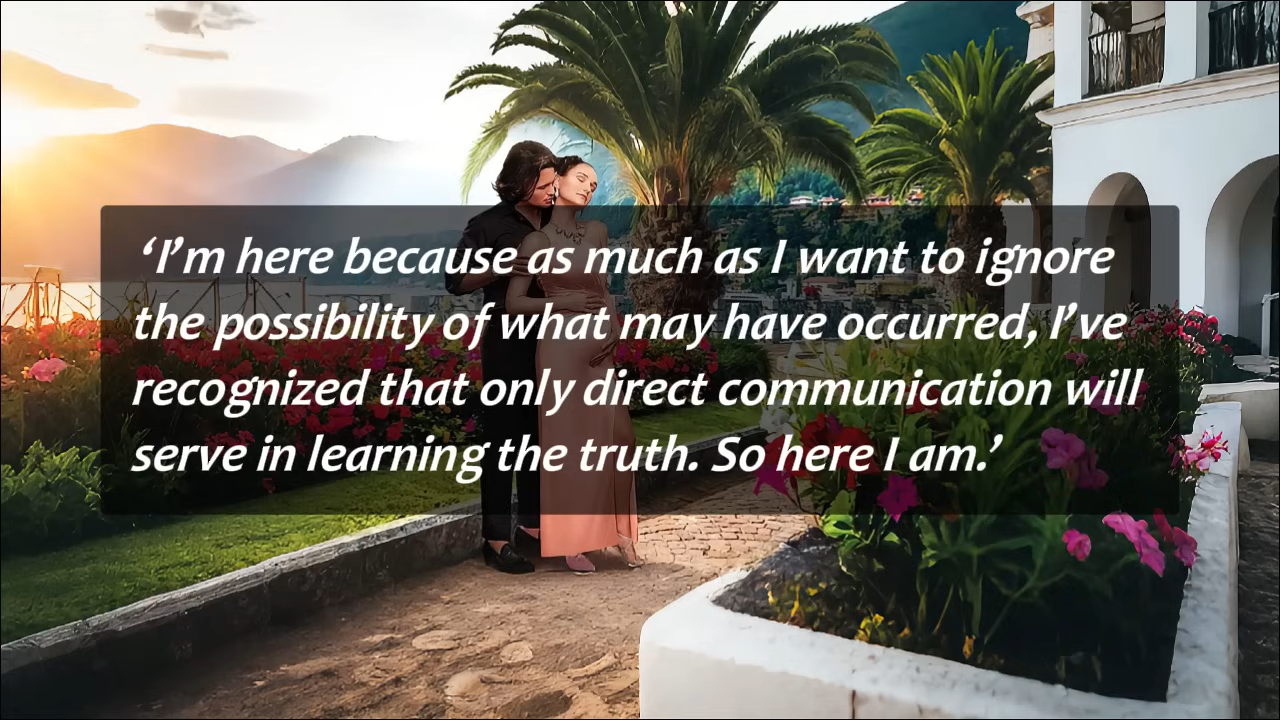 ‘I’m here because as much as I want to ignore
the possibility of what may have occurred, I’ve
recognized that only direct communication will
serve in learning the truth. So here I am.’